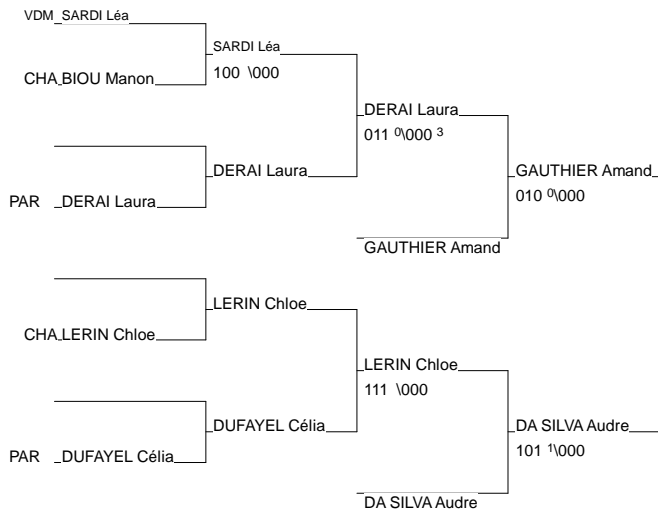 VDM SARDI Léa
SARDI Léa
100 \000
CHA BIOU Manon
DERAI Laura
011 0\000 3
DERAI Laura
GAUTHIER Amand
010 0\000
PAR DERAI Laura
GAUTHIER Amand
LERIN Chloe
CHA LERIN Chloe
LERIN Chloe
111 \000
DUFAYEL Célia
DA SILVA Audre
101 1\000
PAR DUFAYEL Célia
DA SILVA Audre